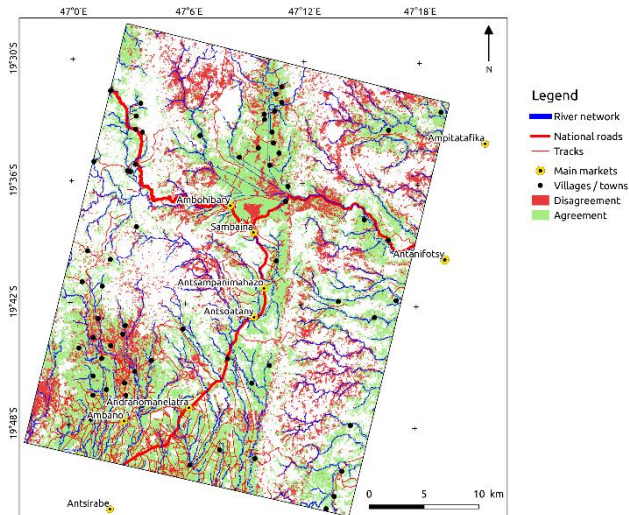 47°0'E 47°6'E 47°12'E 47°18'E
19°30'S
19°36'S
19°42'S
19°48'S
N
Ampitatafika
Ambohibary
Sambaina
Antanifotsy
Antsampanimahazo
Antsoatany
Andranomanelatra
Ambano
Antsirabe
0 5 10 km
Legend
River network
National roads
Tracks
Main markets
Villages / towns
Disagreement
Agreement